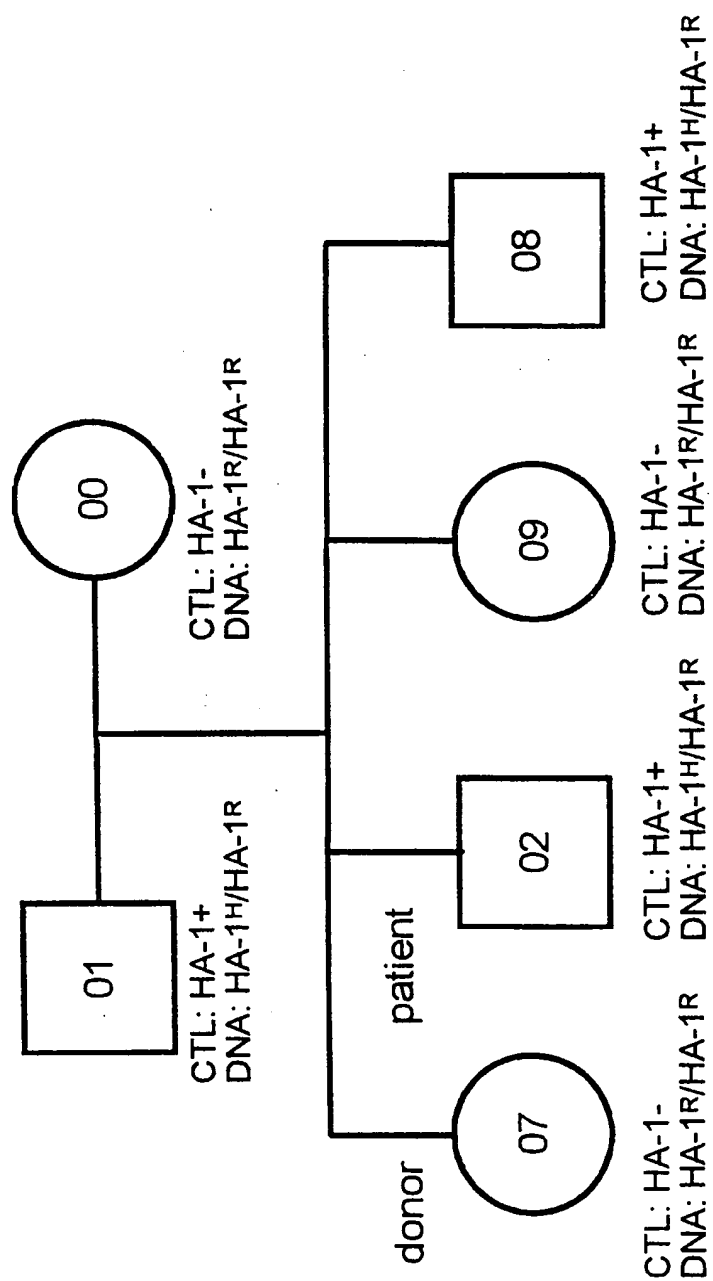 01
CTL: HA-1+
DNA: HA-1ᴴ/HA-1ᴿ
00
CTL: HA-1-
DNA: HA-1ᴿ/HA-1ᴿ
donor
07
CTL: HA-1-
DNA: HA-1ᴿ/HA-1ᴿ
patient
02
CTL: HA-1+
DNA: HA-1ᴴ/HA-1ᴿ
09
CTL: HA-1-
DNA: HA-1ᴿ/HA-1ᴿ
08
CTL: HA-1+
DNA: HA-1ᴴ/HA-1ᴿ